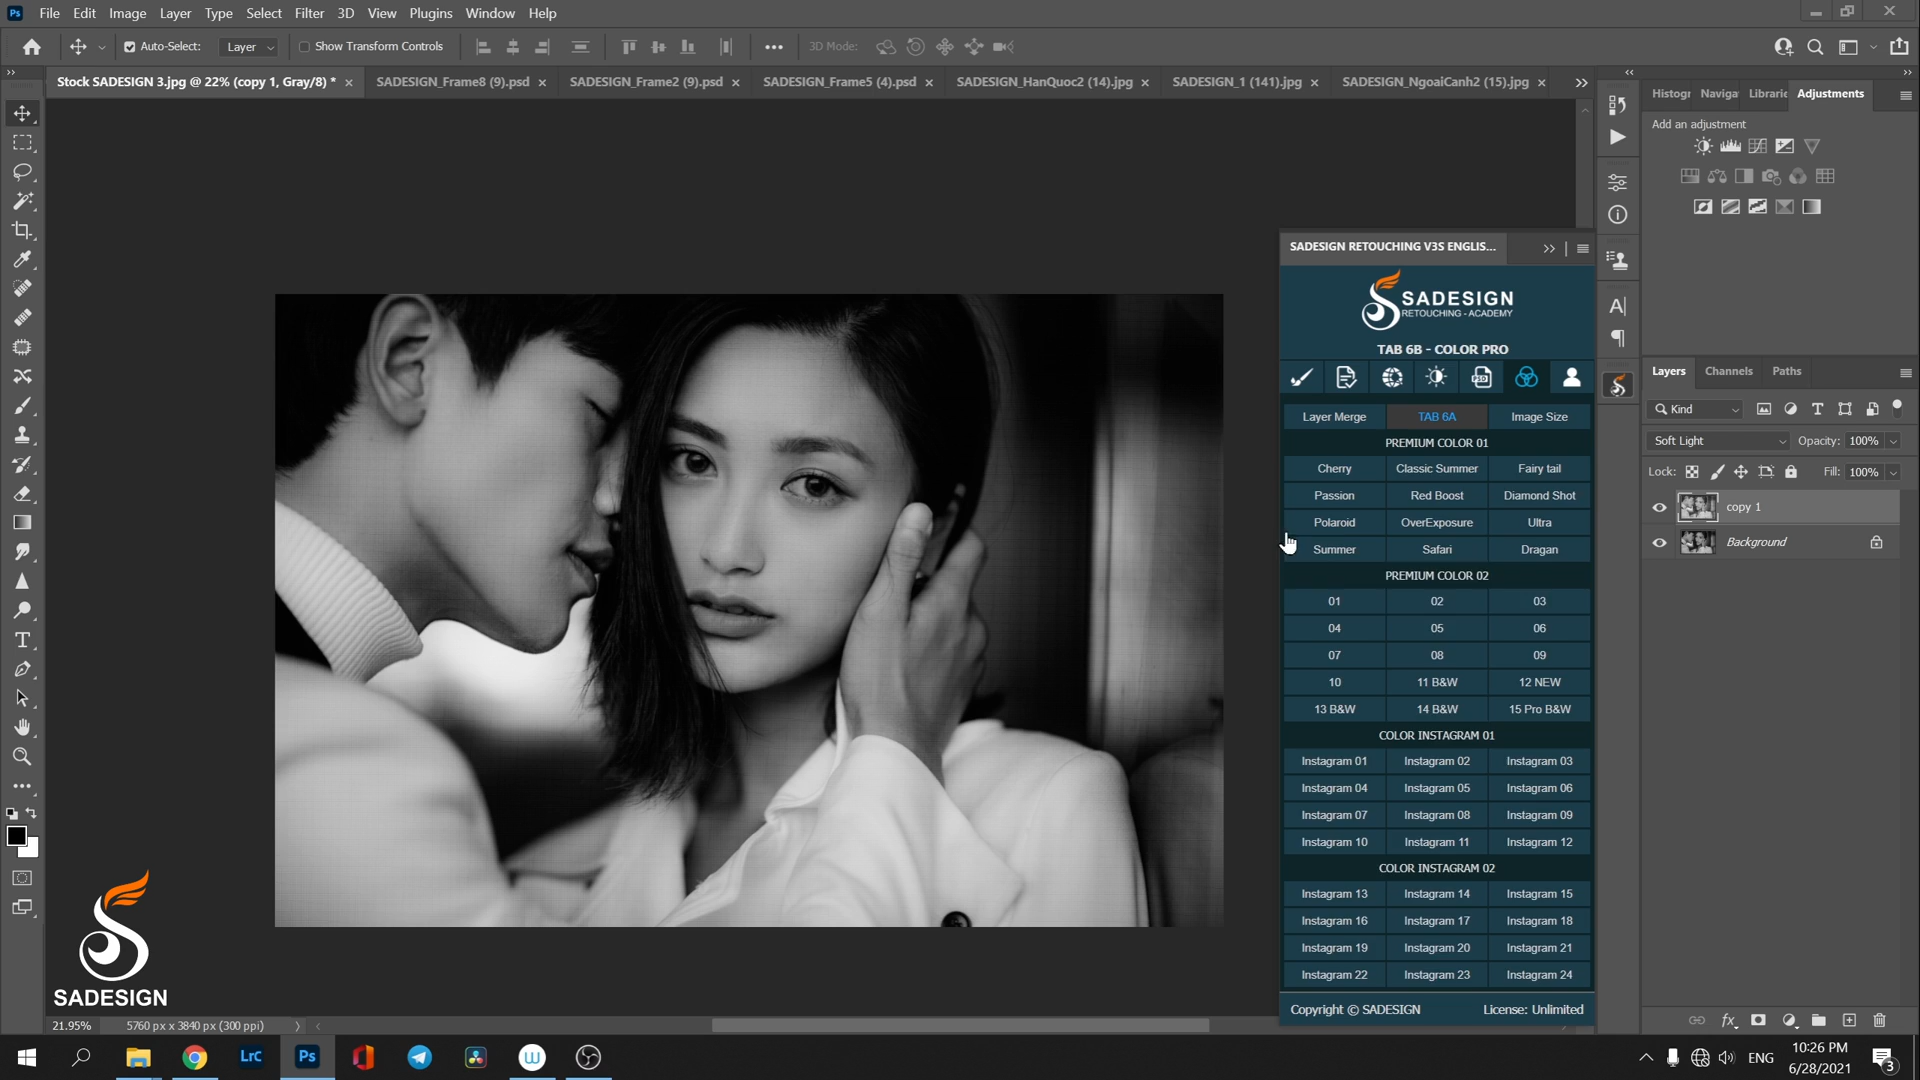 Ps File Edit Image Layer Type Select Filter 3D View Plugins Window Help
Auto-Select: Layer Show Transform Controls 3D Mode:
Stock SADESIGN 3.jpg @ 22% (copy 1, Gray/8) * SADESIGN_Frame8 (9).psd SADESIGN_Frame2 (9).psd SADESIGN_Frame5 (4).psd SADESIGN_HanQuoc2 (14).jpg SADESIGN_1 (141).jpg SADESIGN_NgoaiCanh2 (15).jpg
Histogr Naviga Librarie Adjustments
Add an adjustment
SADESIGN RETOUCHING V3S ENGLIS...
SADESIGN
RETOUCHING - ACADEMY
TAB 6B - COLOR PRO
PSD
Layer Merge TAB 6A Image Size
PREMIUM COLOR 01
Cherry Classic Summer Fairy tail
Passion Red Boost Diamond Shot
Polaroid OverExposure Ultra
Summer Safari Dragan
PREMIUM COLOR 02
01 02 03
04 05 06
07 08 09
10 11 B&W 12 NEW
13 B&W 14 B&W 15 Pro B&W
COLOR INSTAGRAM 01
Instagram 01 Instagram 02 Instagram 03
Instagram 04 Instagram 05 Instagram 06
Instagram 07 Instagram 08 Instagram 09
Instagram 10 Instagram 11 Instagram 12
COLOR INSTAGRAM 02
Instagram 13 Instagram 14 Instagram 15
Instagram 16 Instagram 17 Instagram 18
Instagram 19 Instagram 20 Instagram 21
Instagram 22 Instagram 23 Instagram 24
Copyright © SADESIGN License: Unlimited
Layers Channels Paths
Kind
Soft Light Opacity: 100%
Lock: Fill: 100%
copy 1
Background
fx
SADESIGN
21.95% 5760 px x 3840 px (300 ppi)
LrC Ps W ENG
10:26 PM
6/28/2021
3